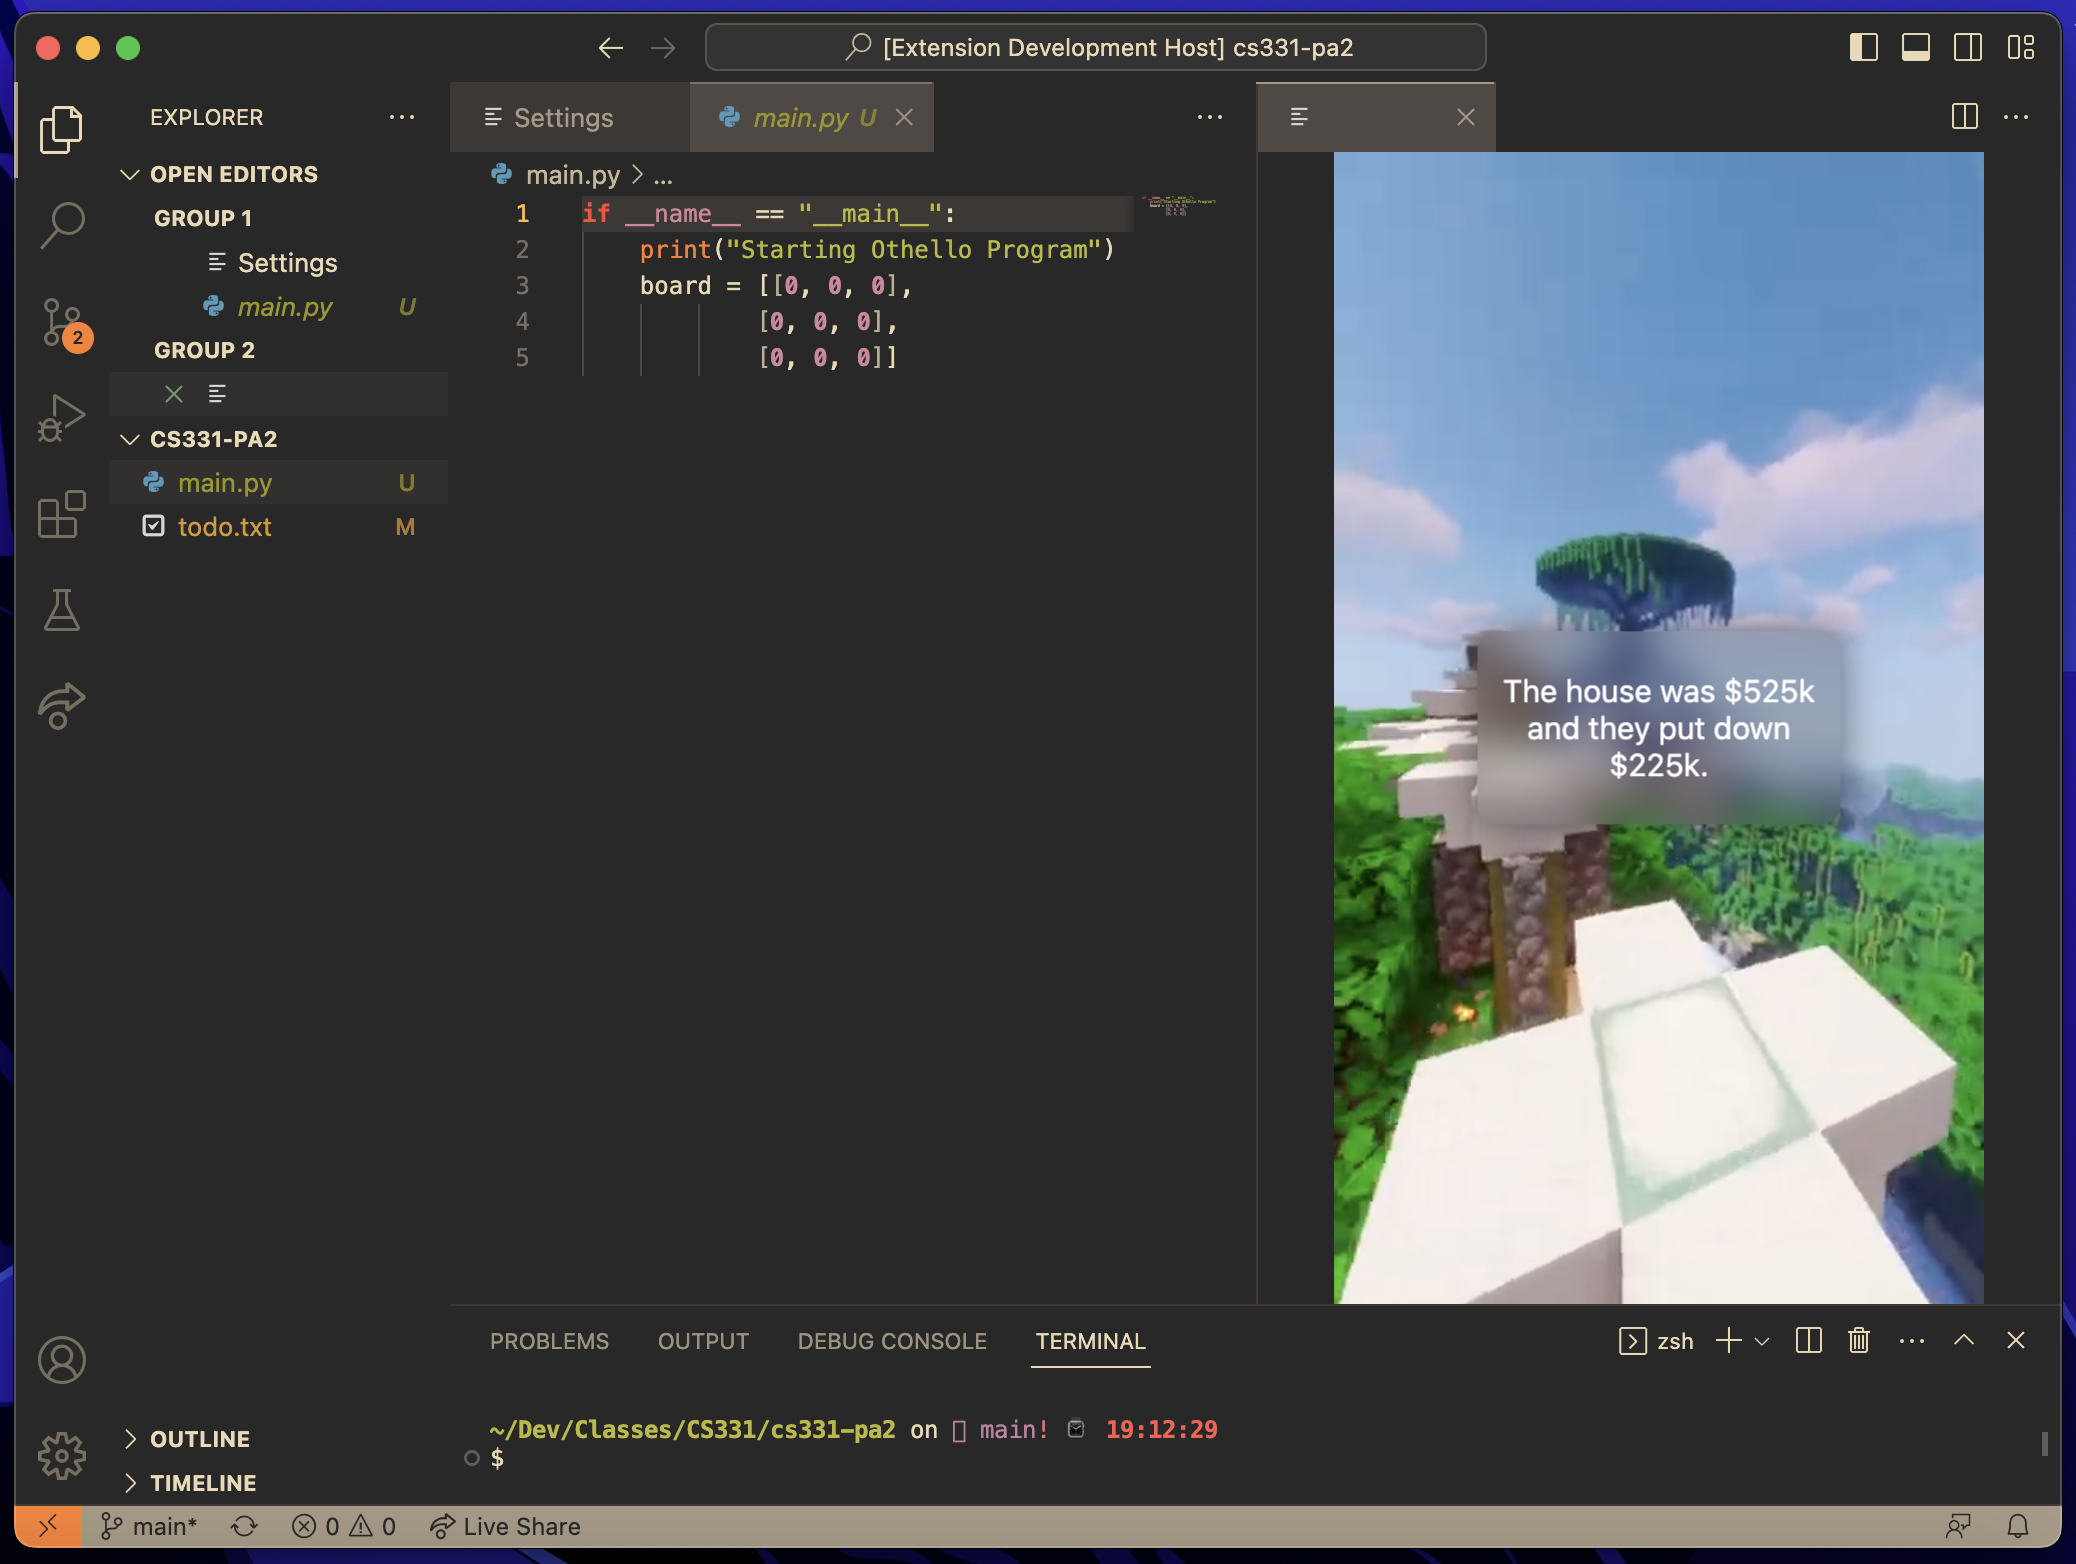 [Extension Development Host] cs331-pa2
EXPLORER
OPEN EDITORS
GROUP 1
Settings
main.py U
GROUP 2
CS331-PA2
main.py U
todo.txt M
2
OUTLINE
TIMELINE
Settings
main.py U
main.py > ...
1 if __name__ == "__main__":
2 print("Starting Othello Program")
3 board = [[0, 0, 0],
4 [0, 0, 0],
5 [0, 0, 0]]
The house was $525k
and they put down
$225k.
PROBLEMS OUTPUT DEBUG CONSOLE TERMINAL
zsh
~/Dev/Classes/CS331/cs331-pa2 on main! 19:12:29
$
main* 0 0 Live Share